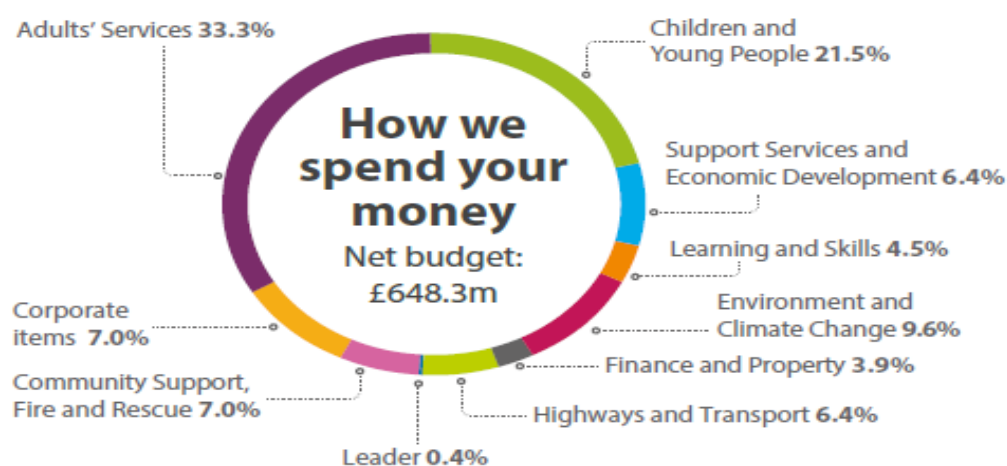 How we
spend your
money
Net budget:
£648.3m
Children and
Young People 21.5%
Support Services and
Economic Development 6.4%
Learning and Skills 4.5%
Environment and
Climate Change 9.6%
Finance and Property 3.9%
Highways and Transport 6.4%
Leader 0.4%
Community Support,
Fire and Rescue 7.0%
Corporate
items 7.0%
Adults’ Services 33.3%